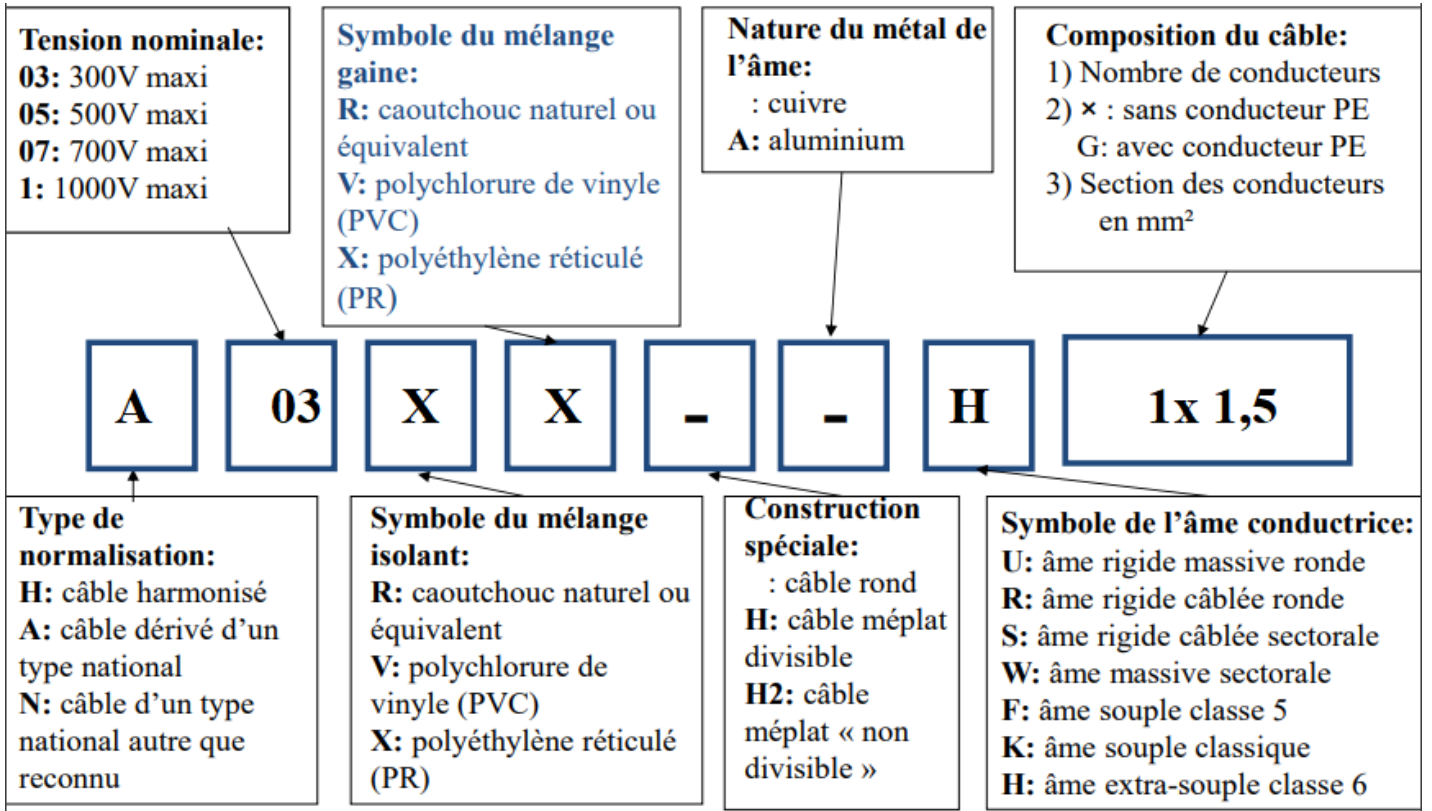 Tension nominale:
03: 300V maxi
05: 500V maxi
07: 700V maxi
1: 1000V maxi
Symbole du mélange
gaine:
R: caoutchouc naturel ou
équivalent
V: polychlorure de vinyle
(PVC)
X: polyéthylène réticulé
(PR)
Nature du métal de
l’âme:
: cuivre
A: aluminium
Composition du câble:
1) Nombre de conducteurs
2) × : sans conducteur PE
G: avec conducteur PE
3) Section des conducteurs
en mm²
A 03 X X - - H 1x 1,5
Type de
normalisation:
H: câble harmonisé
A: câble dérivé d’un
type national
N: câble d’un type
national autre que
reconnu
Symbole du mélange
isolant:
R: caoutchouc naturel ou
équivalent
V: polychlorure de
vinyle (PVC)
X: polyéthylène réticulé
(PR)
Construction
spéciale:
: câble rond
H: câble méplat
divisible
H2: câble
méplat « non
divisible »
Symbole de l’âme conductrice:
U: âme rigide massive ronde
R: âme rigide câblée ronde
S: âme rigide câblée sectorale
W: âme massive sectorale
F: âme souple classe 5
K: âme souple classique
H: âme extra-souple classe 6